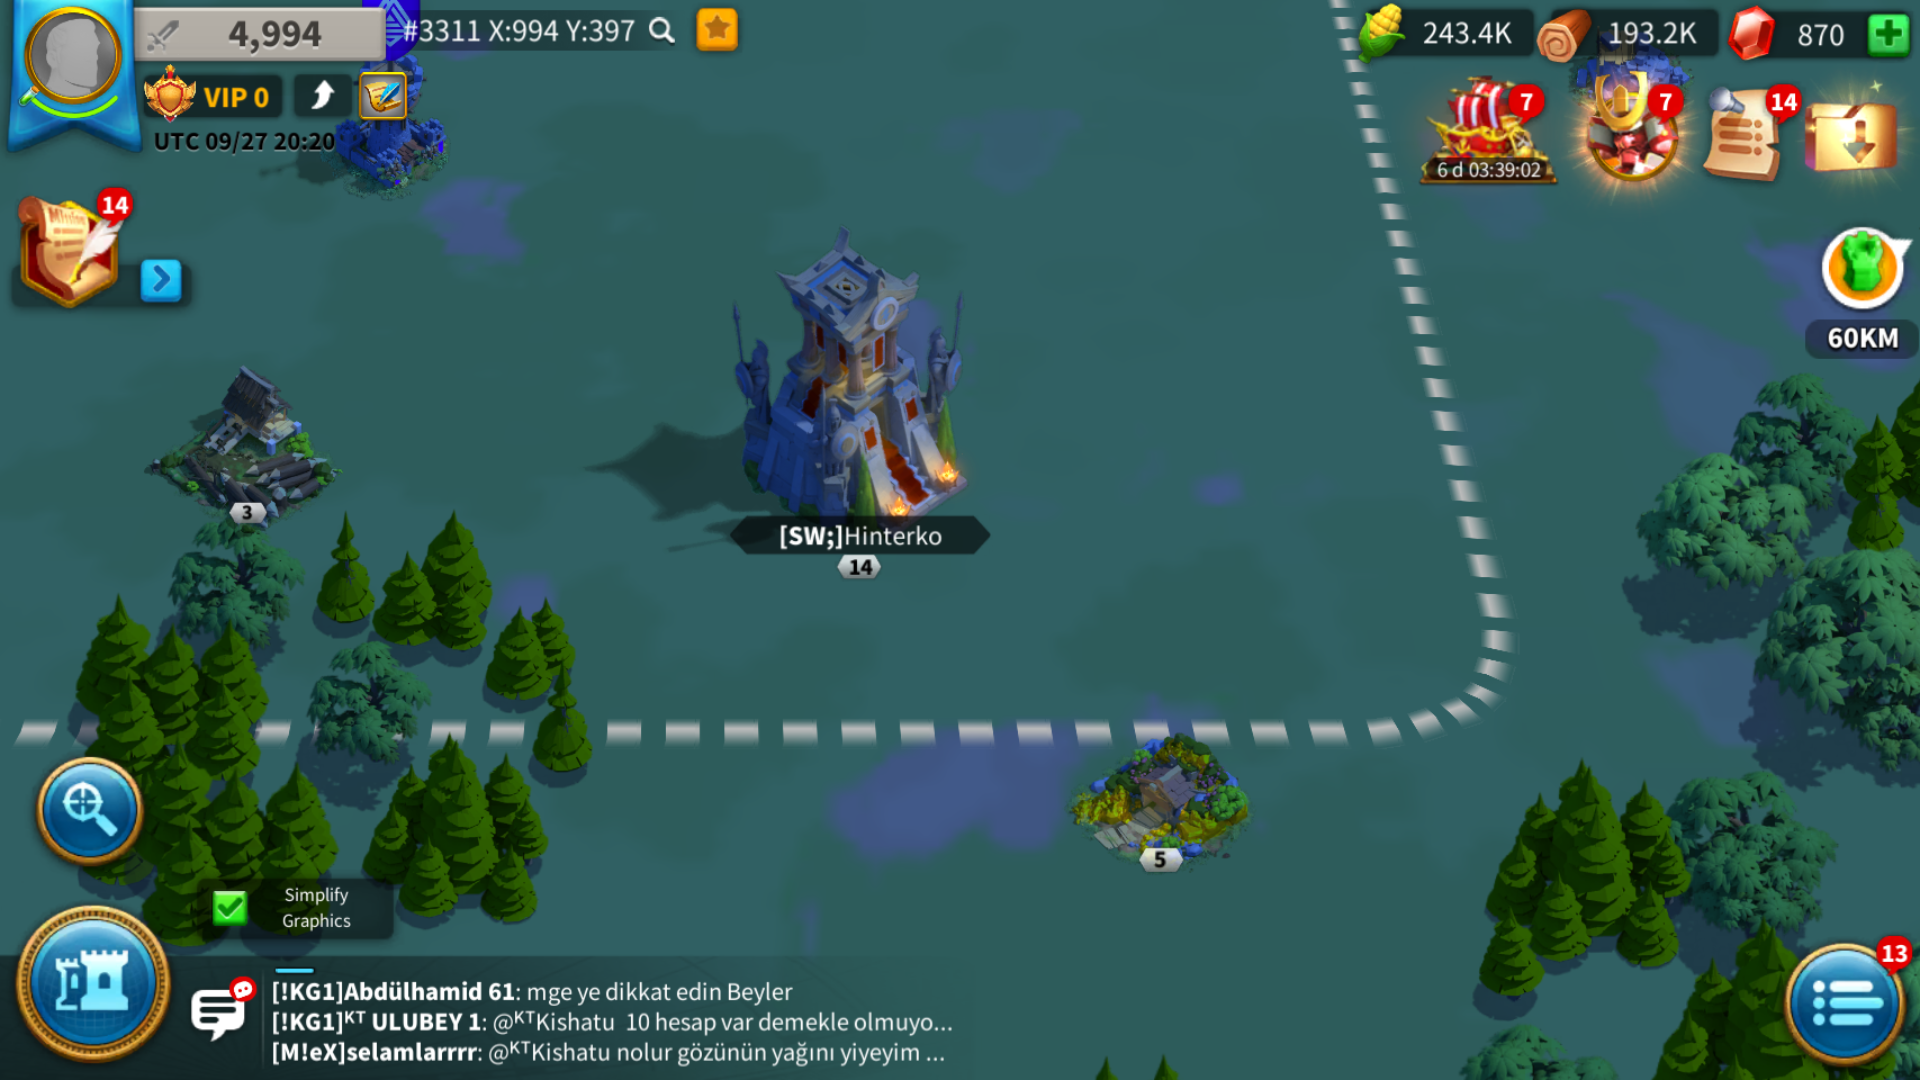 4,994
#3311 X:994 Y:397
243.4K
193.2K
870
VIP 0
UTC 09/27 20:20
7
6 d 03:39:02
7
14
Mission
14
60KM
3
[SW;]Hinterko
14
5
Simplify
Graphics
13
[!KG1]Abdülhamid 61: mge ye dikkat edin Beyler
[!KG1]ᴷᵀ ULUBEY 1: @ᴷᵀKishatu 10 hesap var demekle olmuyo...
[M!eX]selamlarrrr: @ᴷᵀKishatu nolur gözünün yağını yiyeyim ...